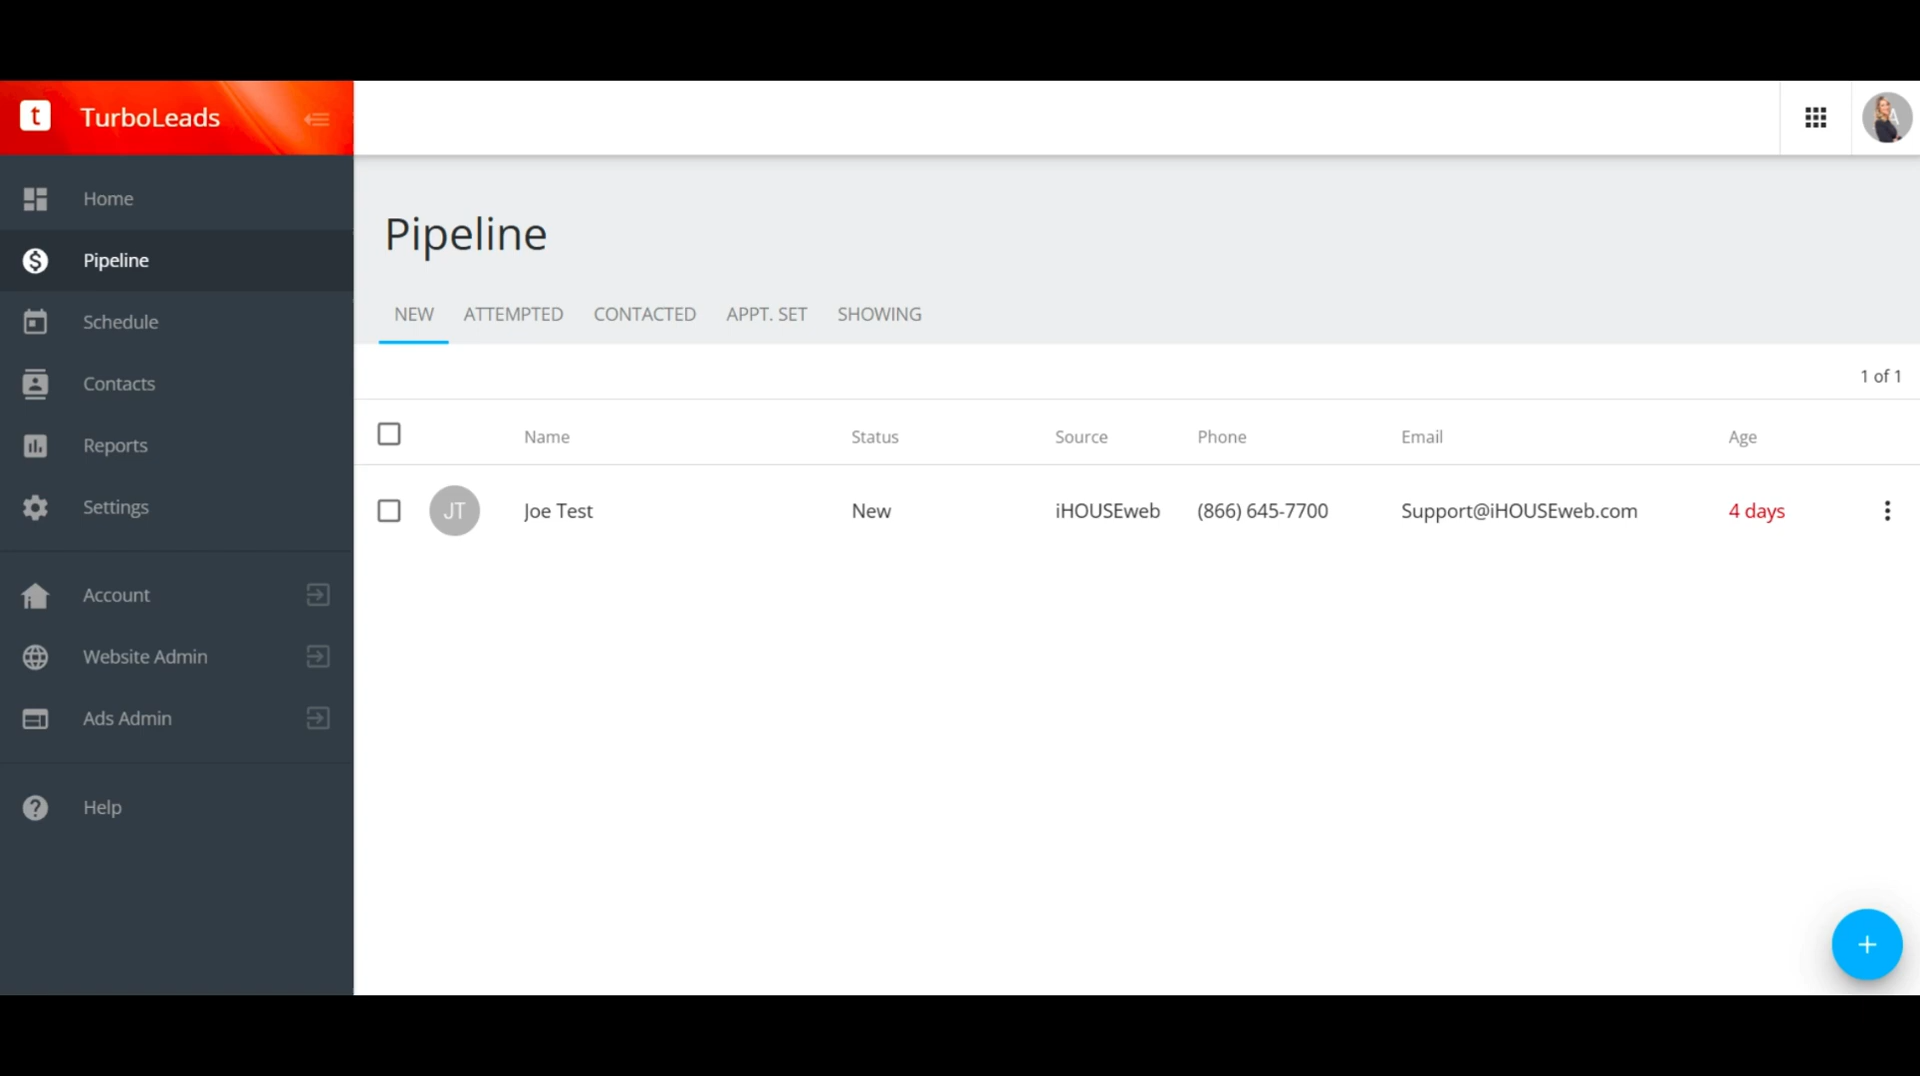 t
TurboLeads
A
Home
Pipeline
Schedule
Contacts
Reports
Settings
Account
Website Admin
Ads Admin
Help
Pipeline
NEW ATTEMPTED CONTACTED APPT. SET SHOWING
1 of 1
Name Status Source Phone Email Age
JT Joe Test New iHOUSEweb (866) 645-7700 Support@iHOUSEweb.com 4 days